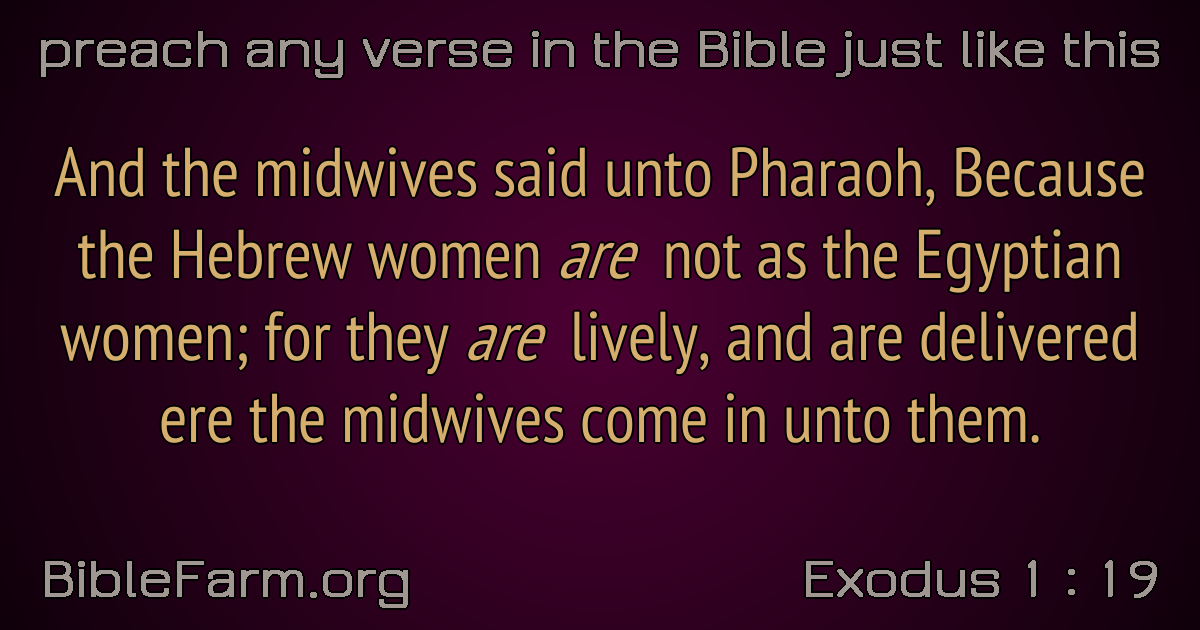 preach any verse in the Bible just like this
And the midwives said unto Pharaoh, Because
the Hebrew women are not as the Egyptian
women; for they are lively, and are delivered
ere the midwives come in unto them.
BibleFarm.org
Exodus 1 : 19